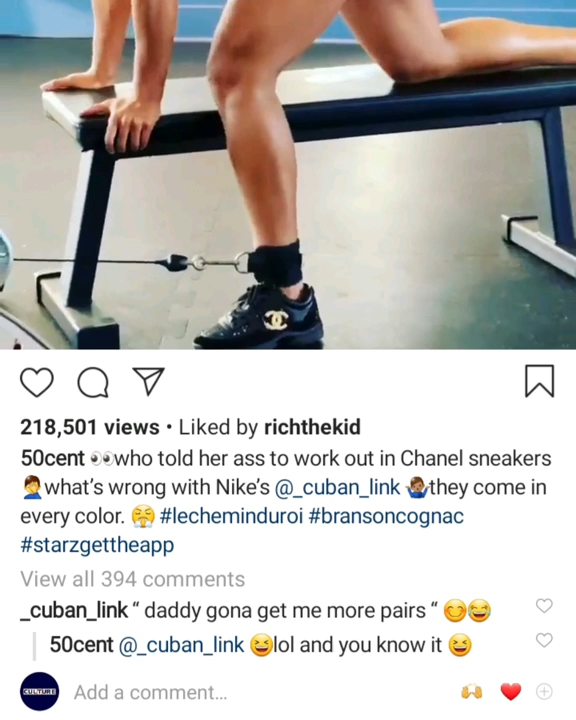 218,501 views • Liked by richthekid
50cent 👀who told her ass to work out in Chanel sneakers
🤦what's wrong with Nike's @_cuban_link 🤷🏽‍♂️they come in
every color. 😤 #lecheminduroi #bransoncognac
#starzgettheapp
View all 394 comments
_cuban_link “ daddy gona get me more pairs “ 😊😂
50cent @_cuban_link 😆lol and you know it 😆
CULTURE
Add a comment...